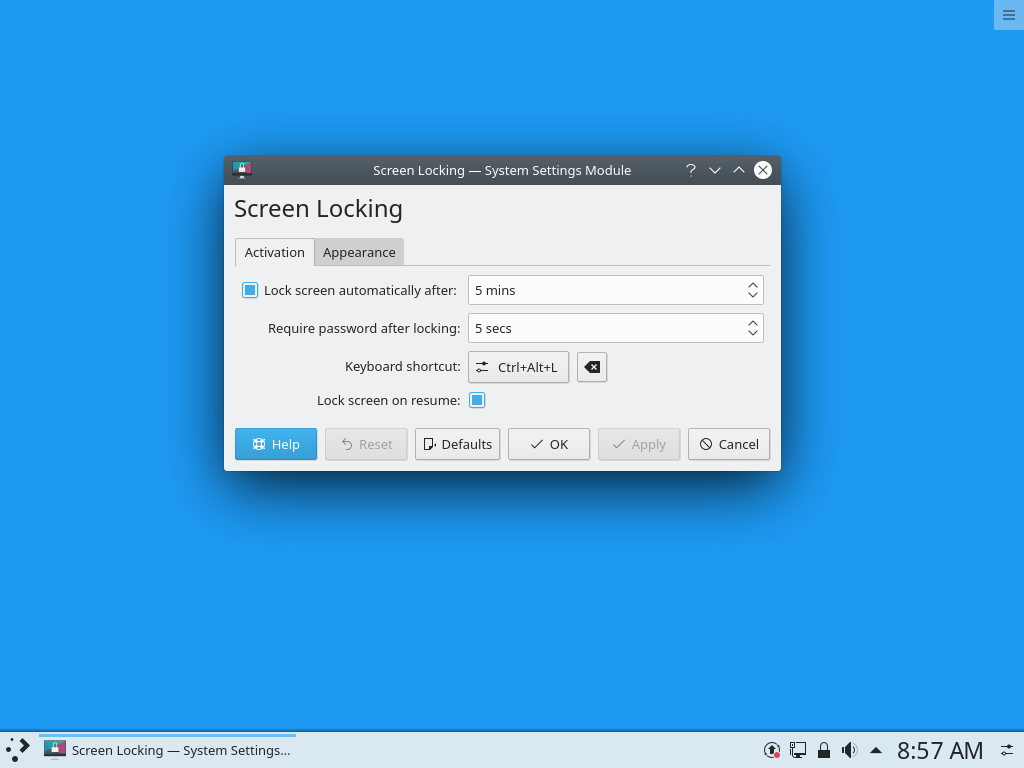 Screen Locking — System Settings Module
Screen Locking
Activation Appearance
Lock screen automatically after: 5 mins
Require password after locking: 5 secs
Keyboard shortcut: Ctrl+Alt+L
Lock screen on resume:
Help Reset Defaults OK Apply Cancel
Screen Locking — System Settings... 8:57 AM